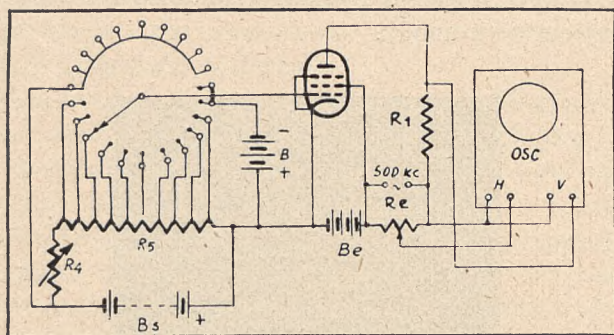 R1
500 KC
Re
OSC
H V
- B +
R5
R4
Be
Bs +